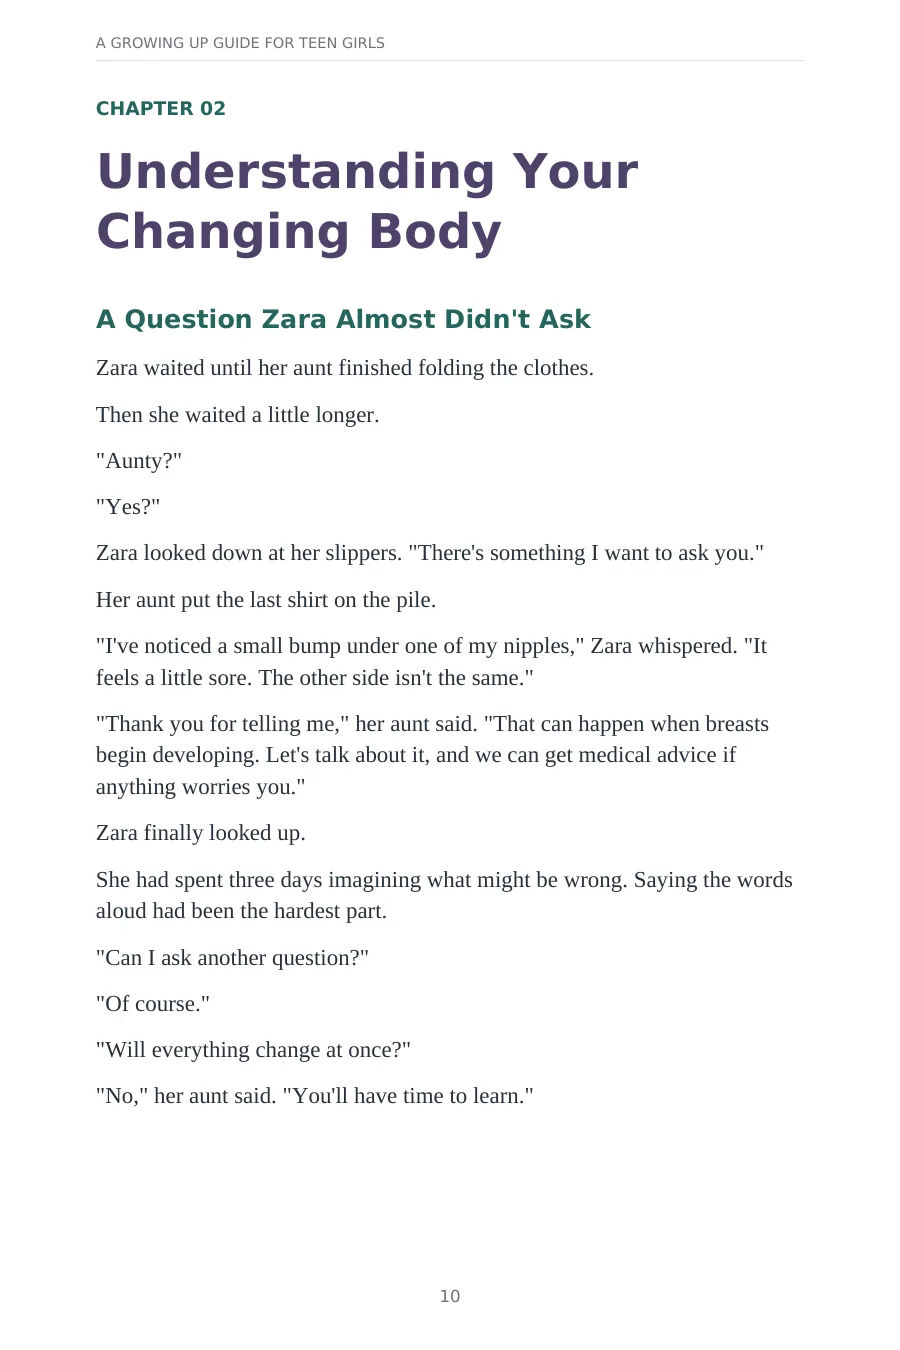 A GROWING UP GUIDE FOR TEEN GIRLS
CHAPTER 02
Understanding Your
Changing Body
A Question Zara Almost Didn't Ask
Zara waited until her aunt finished folding the clothes.
Then she waited a little longer.
"Aunty?"
"Yes?"
Zara looked down at her slippers. "There's something I want to ask you."
Her aunt put the last shirt on the pile.
"I've noticed a small bump under one of my nipples," Zara whispered. "It
feels a little sore. The other side isn't the same."
"Thank you for telling me," her aunt said. "That can happen when breasts
begin developing. Let's talk about it, and we can get medical advice if
anything worries you."
Zara finally looked up.
She had spent three days imagining what might be wrong. Saying the words
aloud had been the hardest part.
"Can I ask another question?"
"Of course."
"Will everything change at once?"
"No," her aunt said. "You'll have time to learn."
10